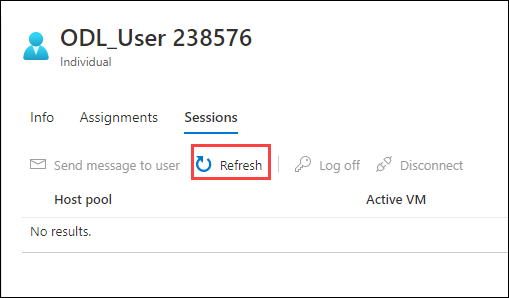 ODL_User 238576
Individual
Info Assignments Sessions
Send message to user Refresh Log off Disconnect
Host pool Active VM
No results.